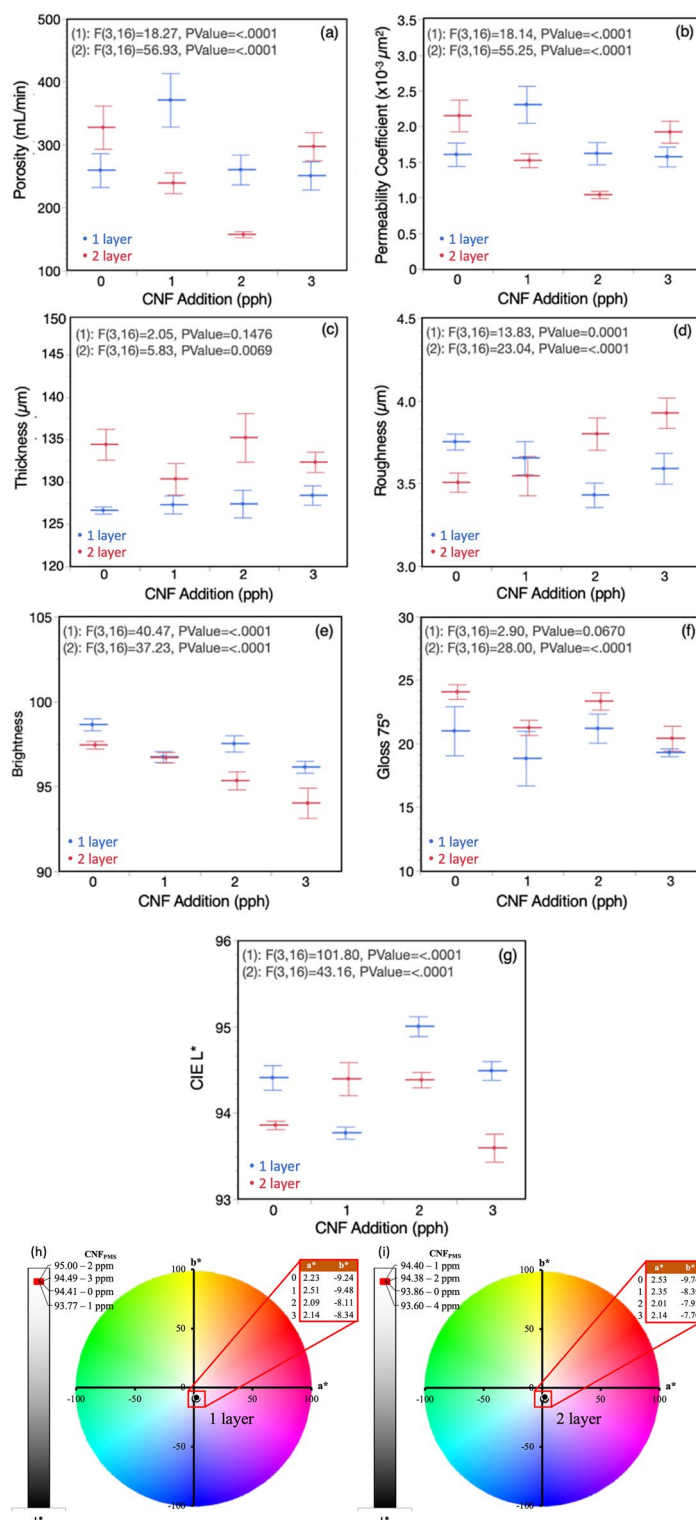 (a)
(1): F(3,16)=18.27, PValue=<.0001
(2): F(3,16)=56.93, PValue=<.0001
500
400
300
200
100
Porosity (mL/min)
1 layer
2 layer
0 1 2 3
CNF Addition (pph)
(b)
(1): F(3,16)=18.14, PValue=<.0001
(2): F(3,16)=55.25, PValue=<.0001
3.5
3.0
2.5
2.0
1.5
1.0
0.5
0
Permeability Coefficient (x10⁻³ µm²)
1 layer
2 layer
0 1 2 3
CNF Addition (pph)
(c)
(1): F(3,16)=2.05, PValue=0.1476
(2): F(3,16)=5.83, PValue=0.0069
150
145
140
135
130
125
120
Thickness (µm)
1 layer
2 layer
0 1 2 3
CNF Addition (pph)
(d)
(1): F(3,16)=13.83, PValue=0.0001
(2): F(3,16)=23.04, PValue=<.0001
4.5
4.0
3.5
3.0
Roughness (µm)
1 layer
2 layer
0 1 2 3
CNF Addition (pph)
(e)
(1): F(3,16)=40.47, PValue=<.0001
(2): F(3,16)=37.23, PValue=<.0001
105
100
95
90
Brightness
1 layer
2 layer
0 1 2 3
CNF Addition (pph)
(f)
(1): F(3,16)=2.90, PValue=0.0670
(2): F(3,16)=28.00, PValue=<.0001
30
25
20
15
10
Gloss 75º
1 layer
2 layer
0 1 2 3
CNF Addition (pph)
(g)
(1): F(3,16)=101.80, PValue=<.0001
(2): F(3,16)=43.16, PValue=<.0001
96
95
94
93
CIE L*
1 layer
2 layer
0 1 2 3
CNF Addition (pph)
(h)
CNFPMS
95.00 – 2 ppm
94.49 – 3 ppm
94.41 – 0 ppm
93.77 – 1 ppm
b*
100
50
0
-50
-100
-100 -50 50 100
a*
1 layer
a* b*
0 2.23 -9.24
1 2.51 -9.48
2 2.09 -8.11
3 2.14 -8.34
(i)
CNFPMS
94.40 – 1 ppm
94.38 – 2 ppm
93.86 – 0 ppm
93.60 – 4 ppm
b*
100
50
0
-50
-100
-100 -50 50 100
a*
2 layer
a* b*
0 2.53
1 2.35
2 2.01
3 2.14